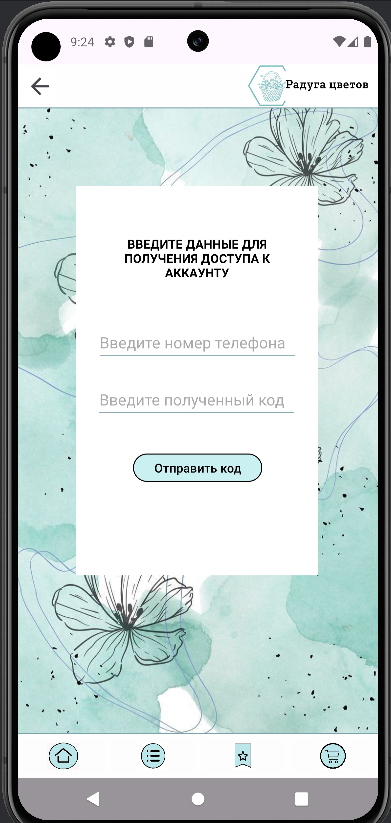 9:24
Радуга цветов
ВВЕДИТЕ ДАННЫЕ ДЛЯ
ПОЛУЧЕНИЯ ДОСТУПА К
АККАУНТУ
Введите номер телефона
Введите полученный код
Отправить код